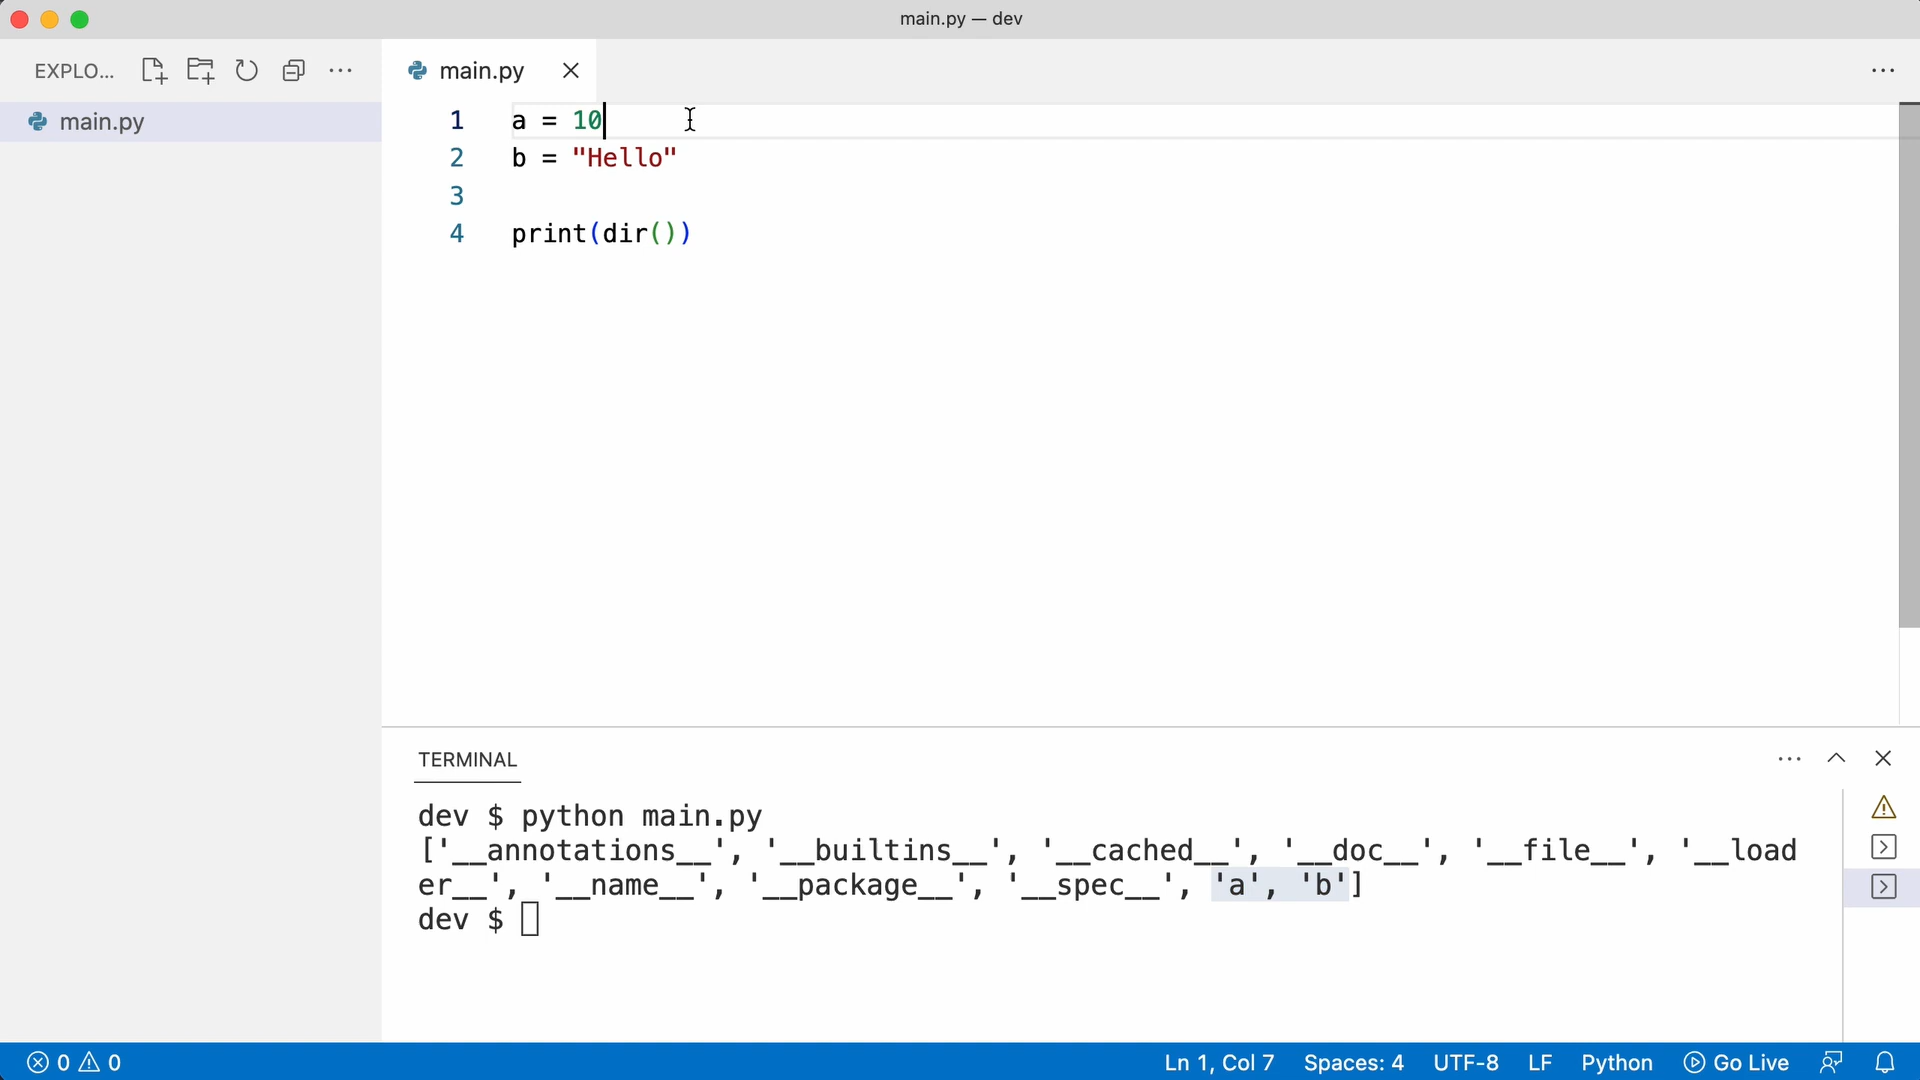 main.py — dev
EXPLO...
main.py
main.py
1 a = 10
2 b = "Hello"
3
4 print(dir())
TERMINAL
dev $ python main.py
['__annotations__', '__builtins__', '__cached__', '__doc__', '__file__', '__load
er__', '__name__', '__package__', '__spec__', 'a', 'b']
dev $
0 0 Ln 1, Col 7 Spaces: 4 UTF-8 LF Python Go Live